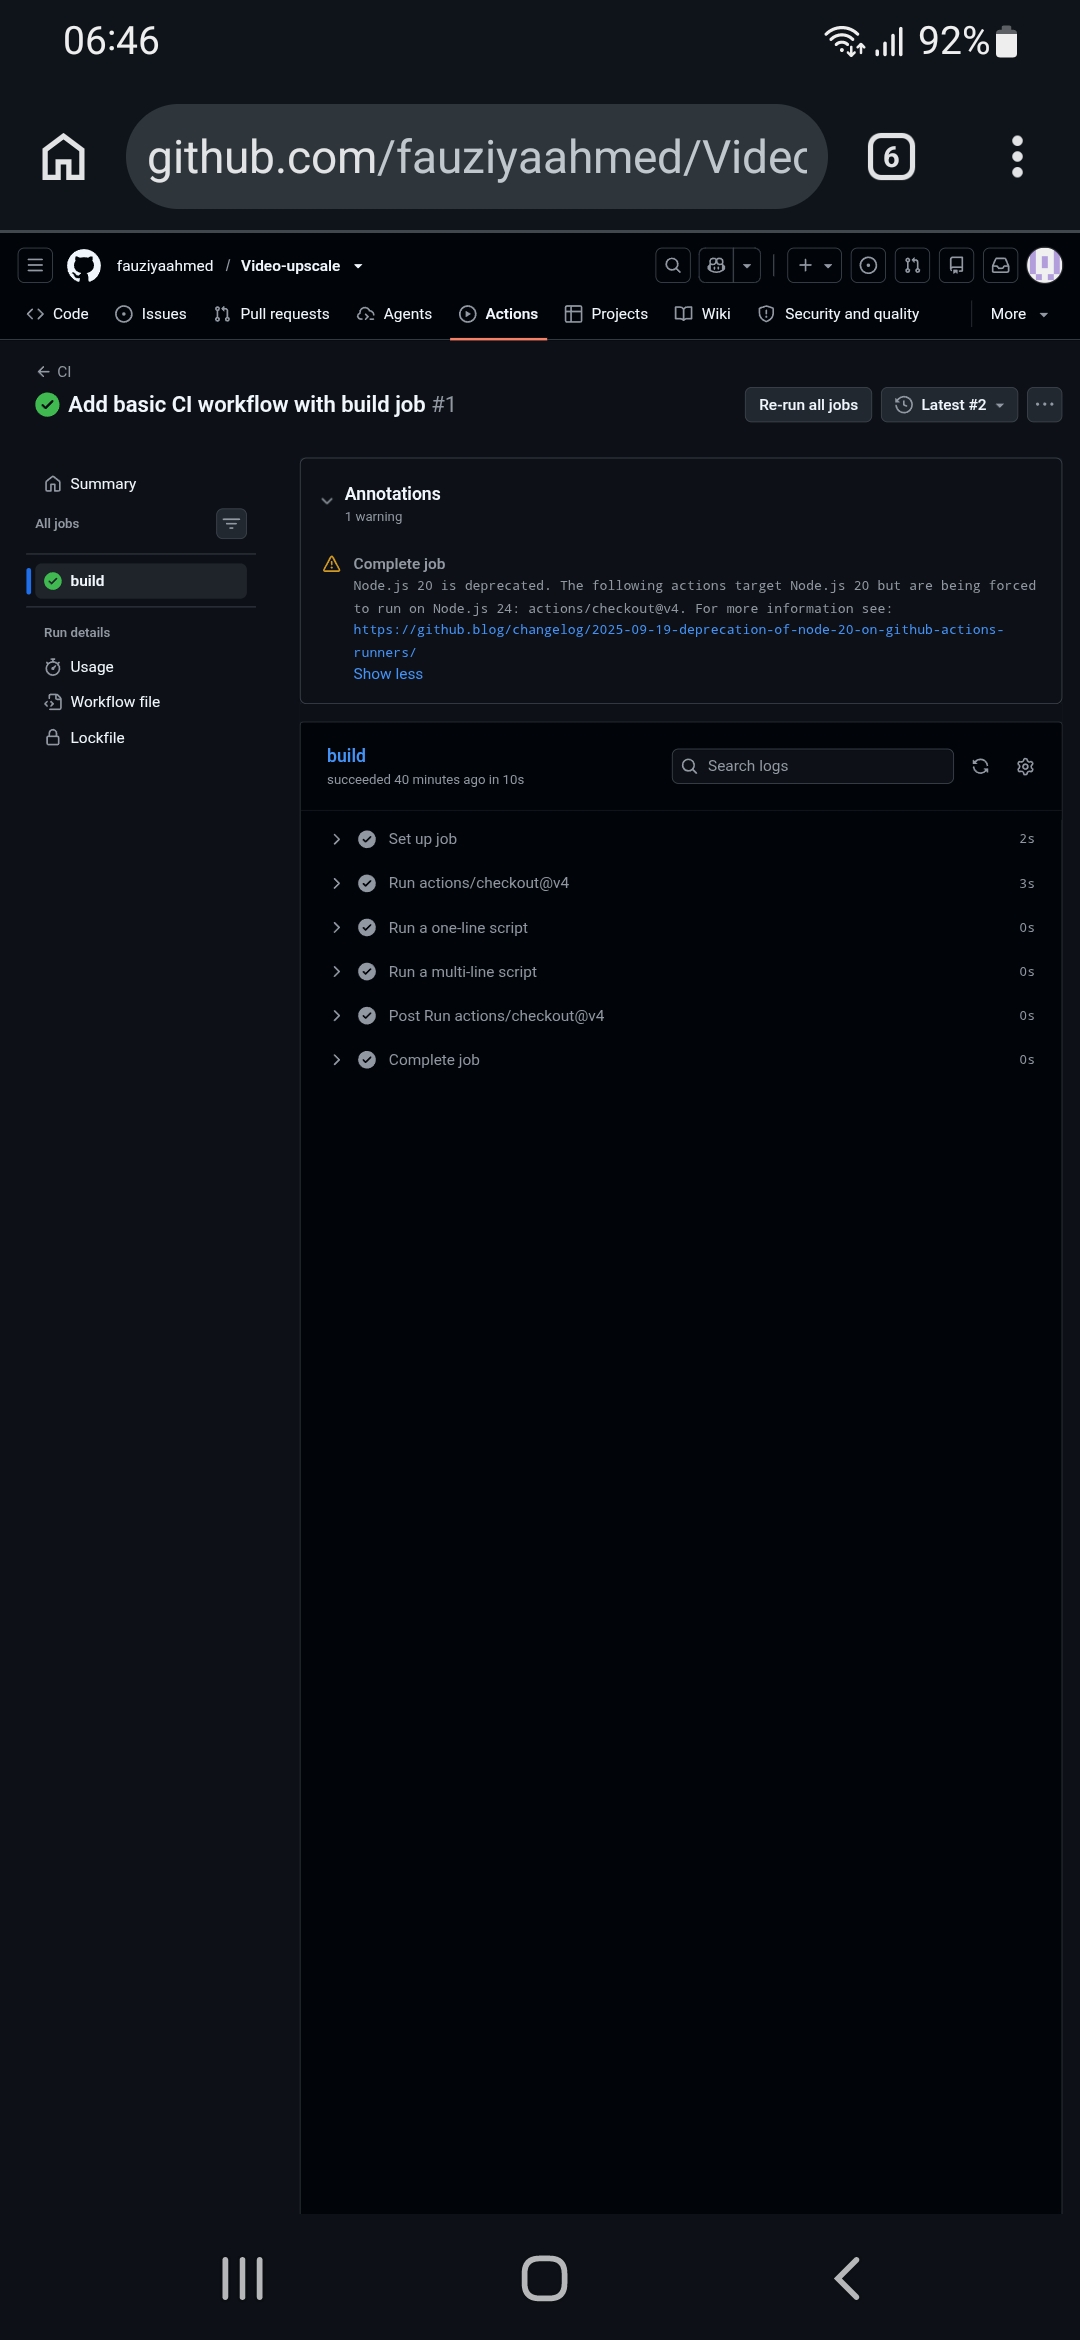 06:46
92%
github.com/fauziyaahmed/Videc
6
fauziyaahmed / Video-upscale
Code
Issues
Pull requests
Agents
Actions
Projects
Wiki
Security and quality
More
CI
Add basic CI workflow with build job #1
Re-run all jobs
Latest #2
Summary
All jobs
build
Run details
Usage
Workflow file
Lockfile
Annotations
1 warning
Complete job
Node.js 20 is deprecated. The following actions target Node.js 20 but are being forced
to run on Node.js 24: actions/checkout@v4. For more information see:
https://github.blog/changelog/2025-09-19-deprecation-of-node-20-on-github-actions-
runners/
Show less
build
succeeded 40 minutes ago in 10s
Search logs
Set up job 2s
Run actions/checkout@v4 3s
Run a one-line script 0s
Run a multi-line script 0s
Post Run actions/checkout@v4 0s
Complete job 0s